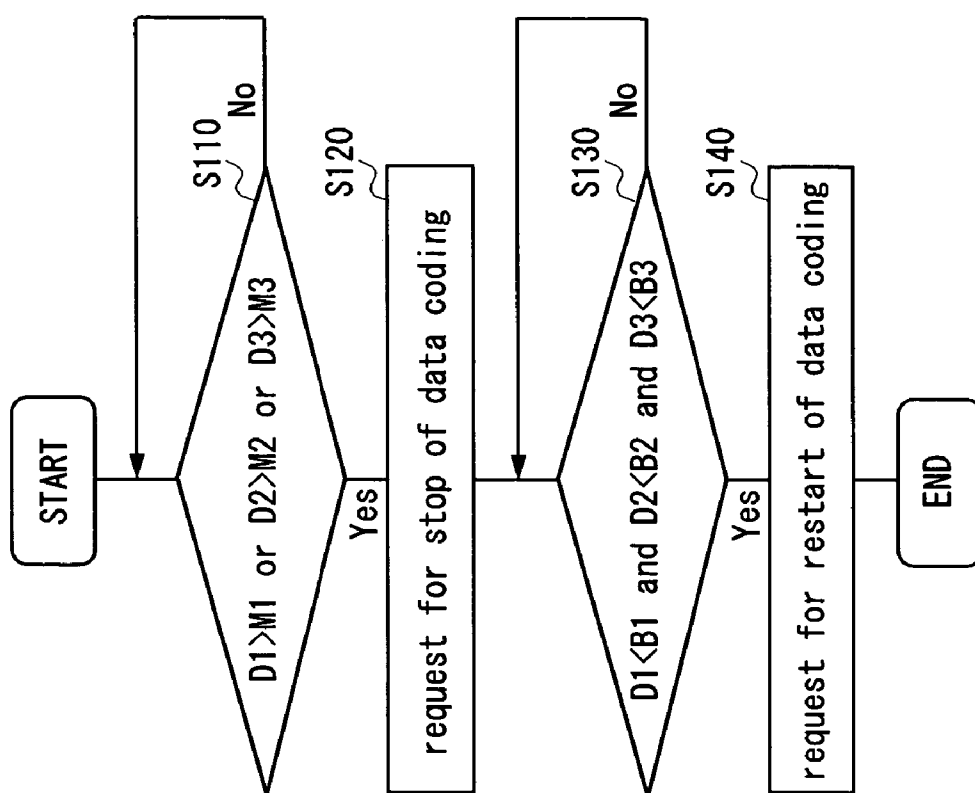 START
S110
D1>M1 or D2>M2 or D3>M3
No
Yes
S120
request for stop of data coding
S130
D1<B1 and D2<B2 and D3<B3
No
Yes
S140
request for restart of data coding
END